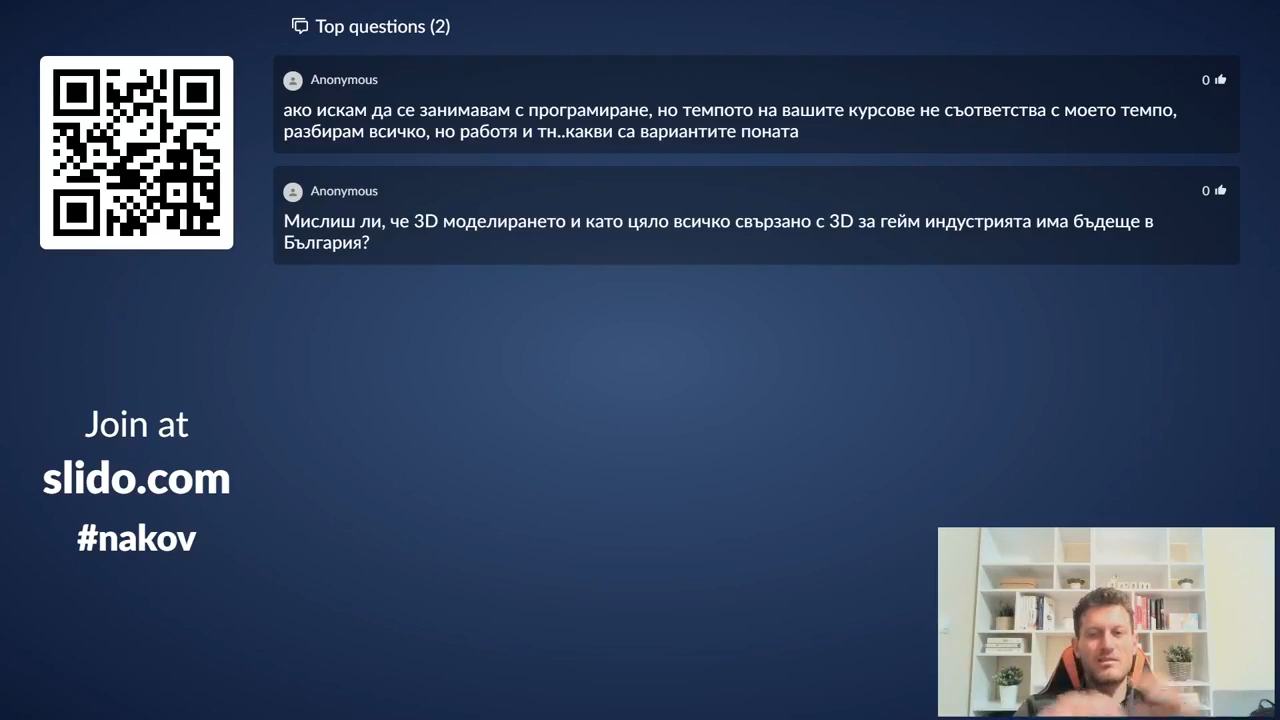 Top questions (2)
Anonymous
0
ако искам да се занимавам с програмиране, но темпото на вашите курсове не съответства с моето темпо,
разбирам всичко, но работя и тн..какви са вариантите поната
Anonymous
0
Мислиш ли, че 3D моделирането и като цяло всичко свързано с 3D за гейм индустрията има бъдеще в
България?
Join at
slido.com
#nakov